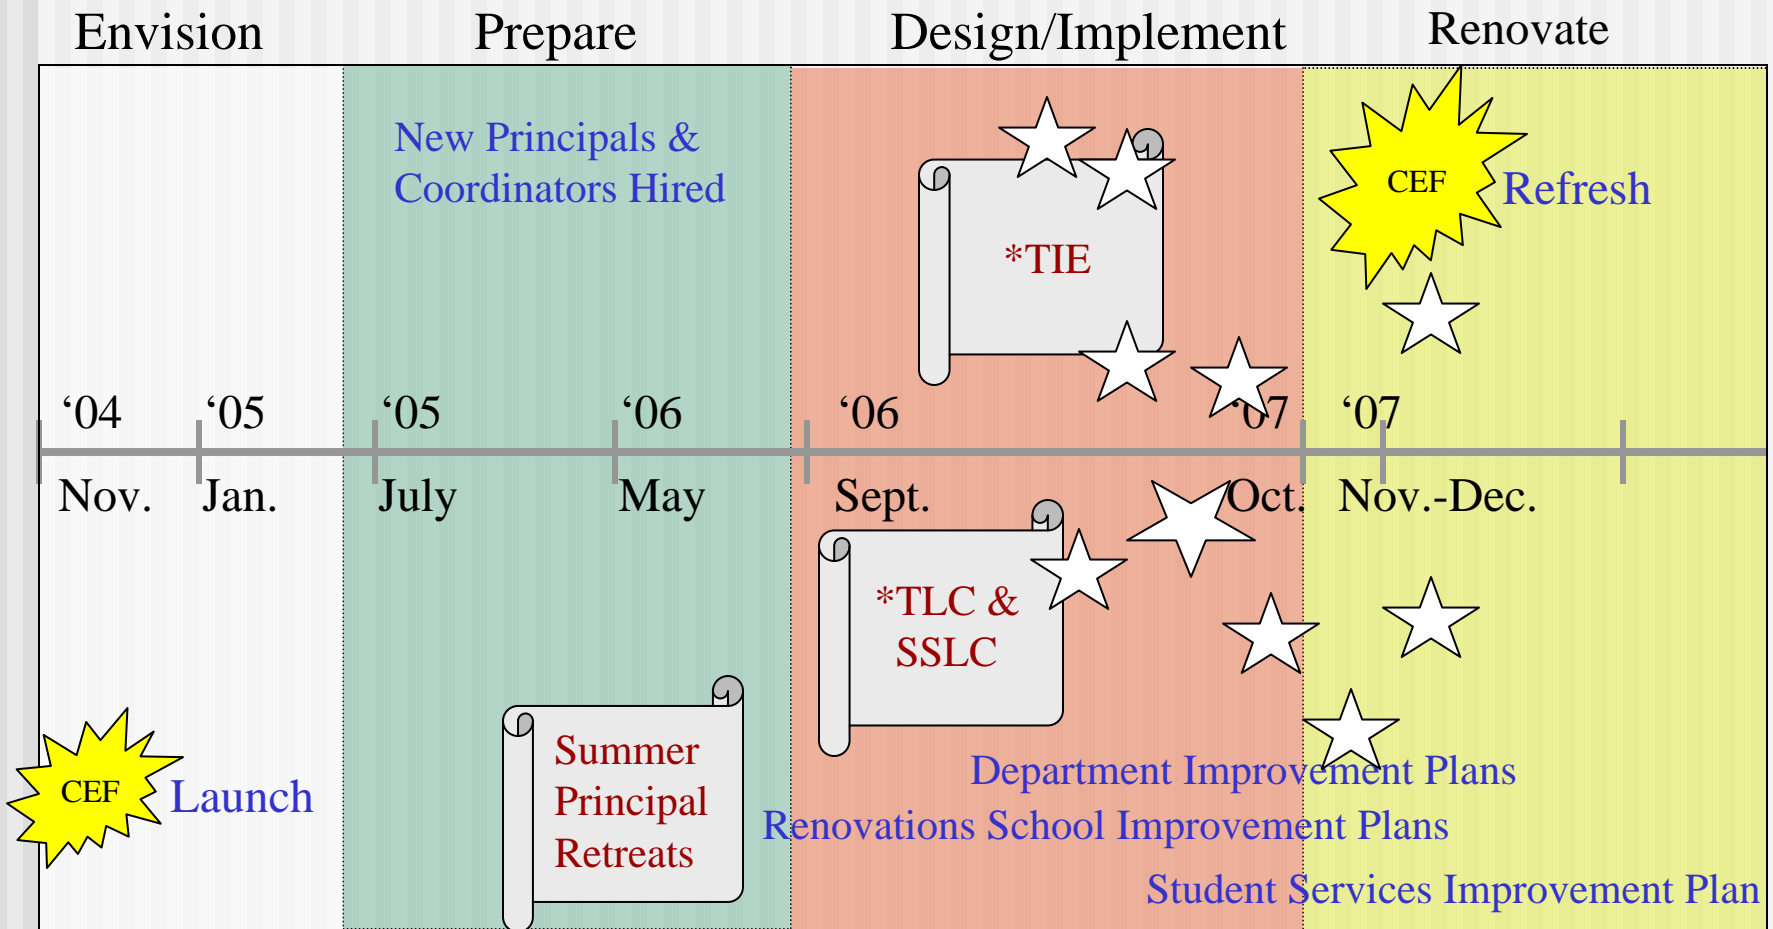 Envision
Prepare
Design/Implement
Renovate
New Principals &
Coordinators Hired
*TIE
CEF
Refresh
‘04
‘05
‘05
‘06
‘06
‘07
‘07
Nov.
Jan.
July
May
Sept.
Oct.
Nov.-Dec.
*TLC &
SSLC
CEF
Launch
Summer
Principal
Retreats
Department Improvement Plans
Renovations School Improvement Plans
Student Services Improvement Plan